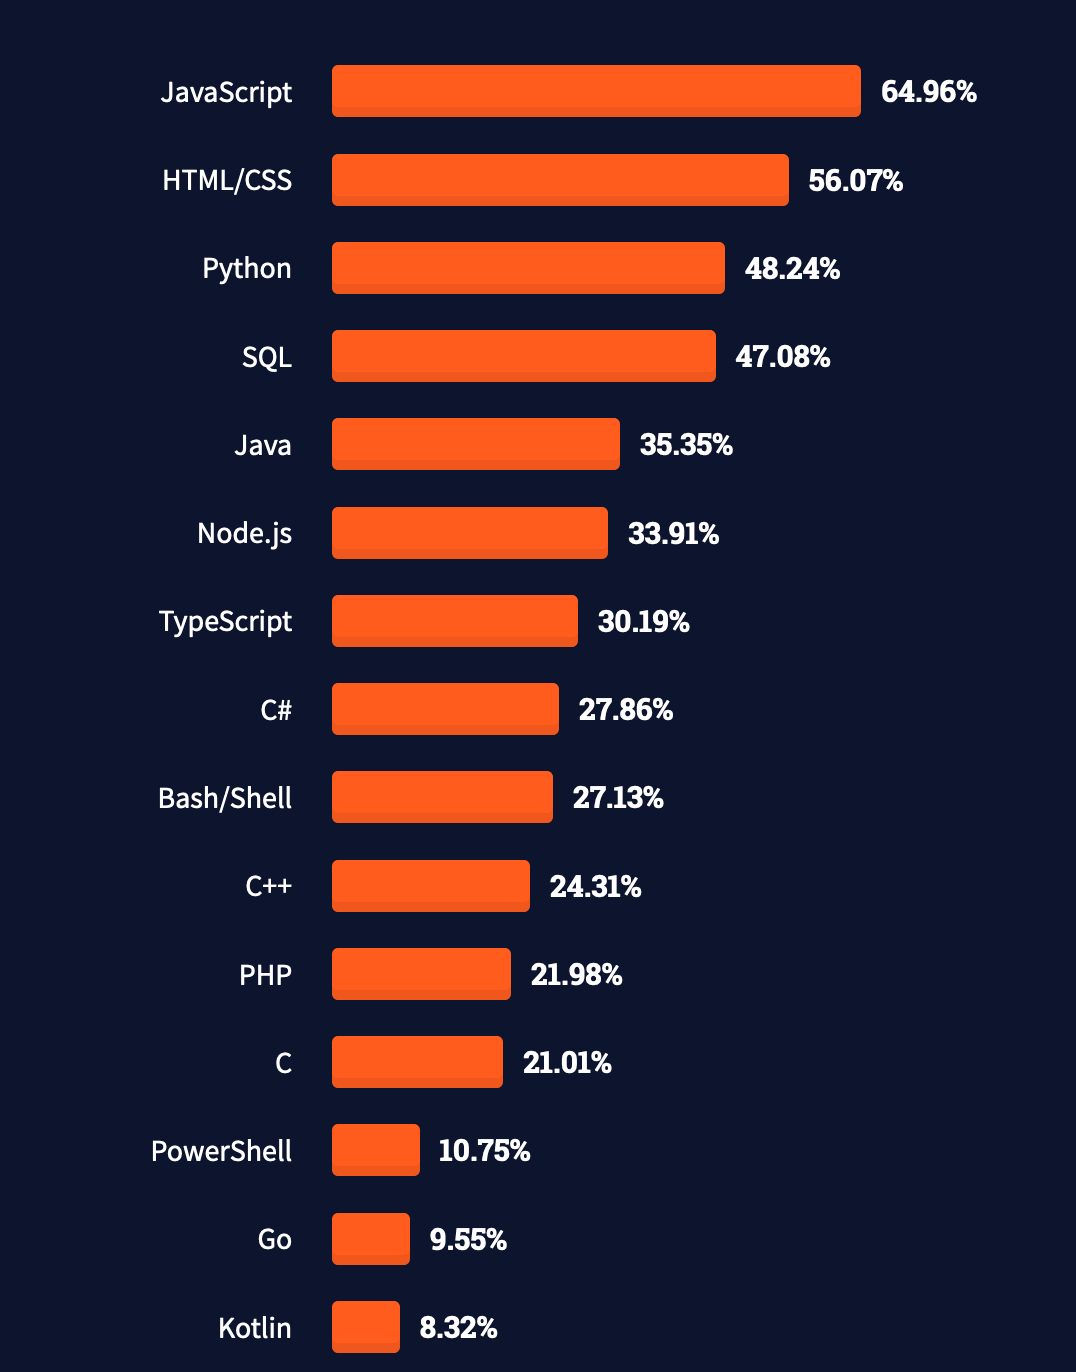 JavaScript 64.96%
HTML/CSS 56.07%
Python 48.24%
SQL 47.08%
Java 35.35%
Node.js 33.91%
TypeScript 30.19%
C# 27.86%
Bash/Shell 27.13%
C++ 24.31%
PHP 21.98%
C 21.01%
PowerShell 10.75%
Go 9.55%
Kotlin 8.32%